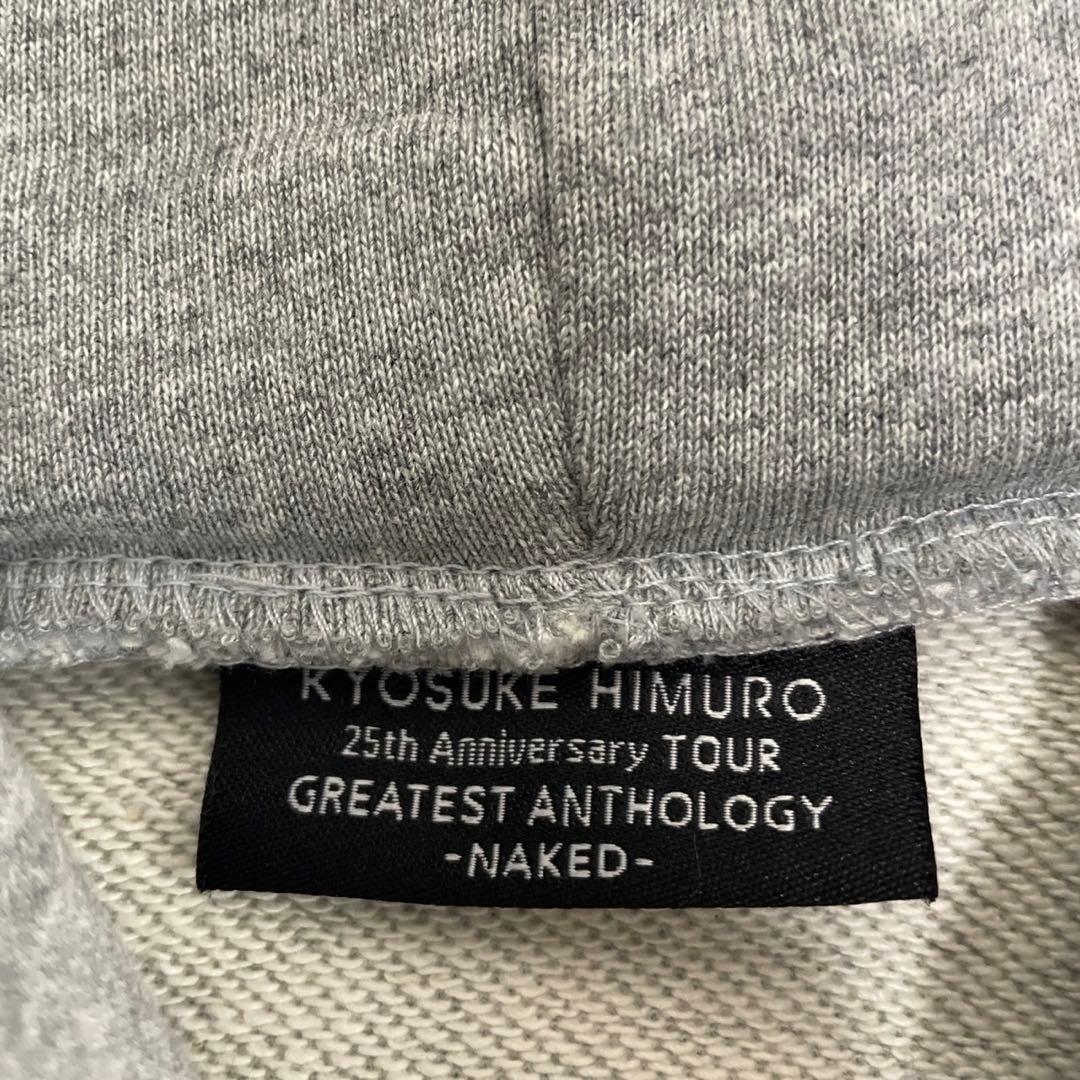 KYOSUKE HIMURO
25th Anniversary TOUR
GREATEST ANTHOLOGY
-NAKED-